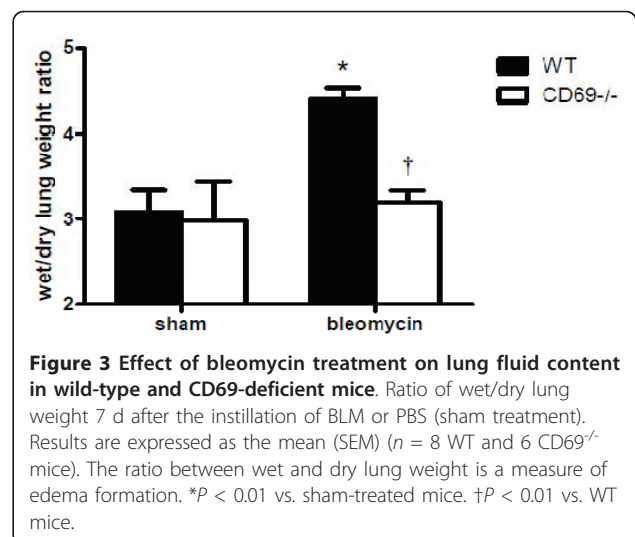 5
*
WT
CD69-/-
4
†
3
2
wet/dry lung weight ratio
sham
bleomycin
Figure 3 Effect of bleomycin treatment on lung fluid content
in wild-type and CD69-deficient mice. Ratio of wet/dry lung
weight 7 d after the instillation of BLM or PBS (sham treatment).
Results are expressed as the mean (SEM) (n = 8 WT and 6 CD69-/-
mice). The ratio between wet and dry lung weight is a measure of
edema formation. *P < 0.01 vs. sham-treated mice. †P < 0.01 vs. WT
mice.